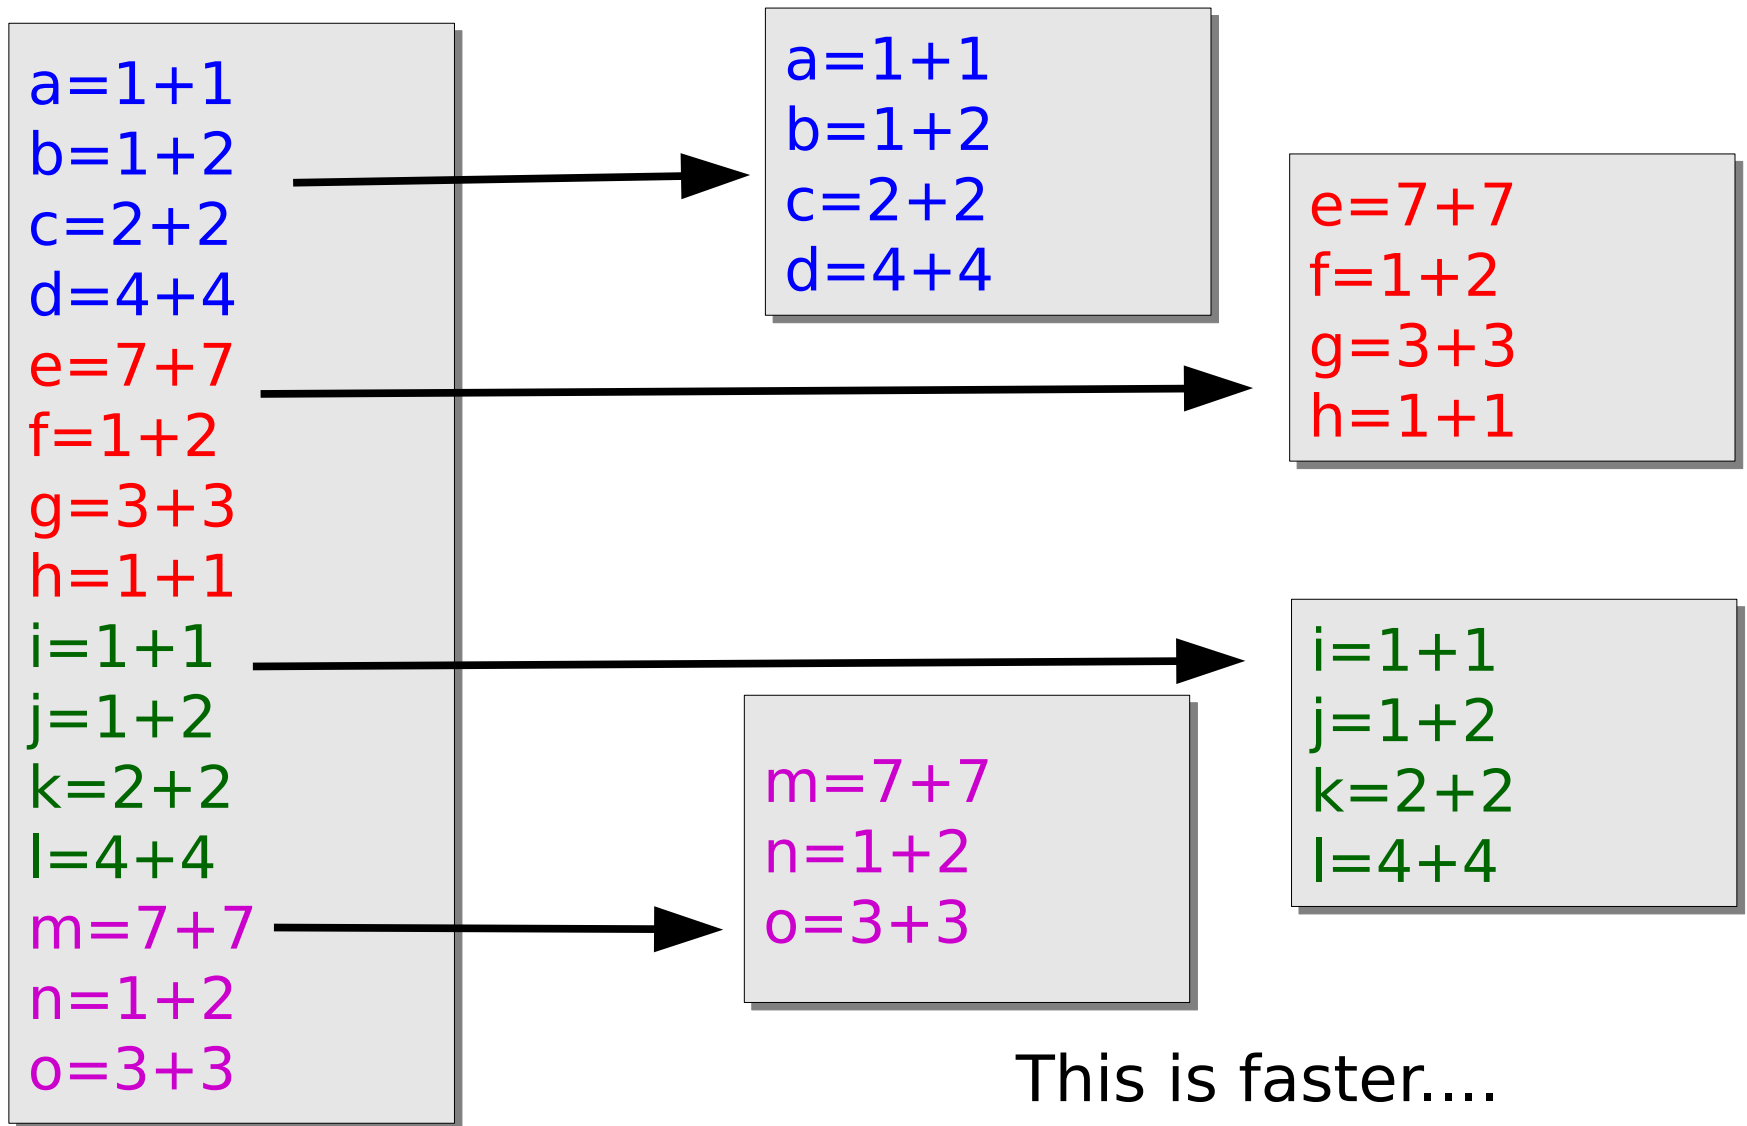 a=1+1
b=1+2
c=2+2
d=4+4
e=7+7
f=1+2
g=3+3
h=1+1
i=1+1
j=1+2
k=2+2
l=4+4
m=7+7
n=1+2
o=3+3
a=1+1
b=1+2
c=2+2
d=4+4
e=7+7
f=1+2
g=3+3
h=1+1
i=1+1
j=1+2
k=2+2
l=4+4
m=7+7
n=1+2
o=3+3
This is faster....